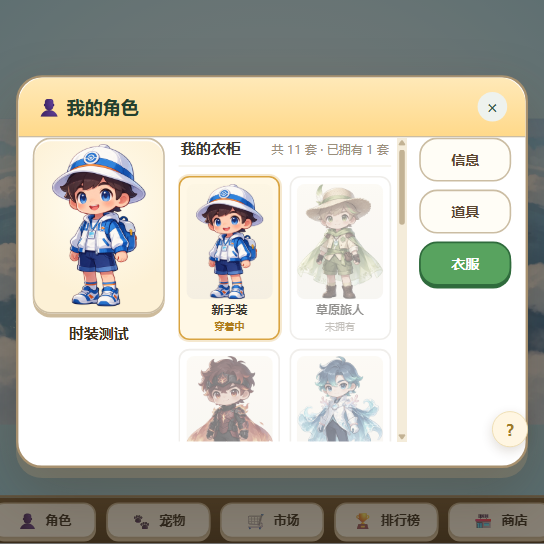 我的角色
×
时装测试
我的衣柜
共 11 套 · 已拥有 1 套
新手装
穿着中
草原旅人
未拥有
信息
道具
衣服
?
角色
宠物
市场
排行榜
商店